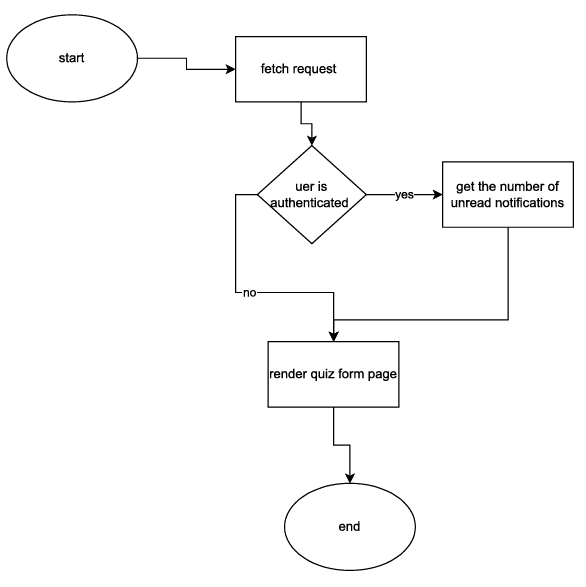 start
fetch request
uer is
authenticated
yes
get the number of
unread notifications
no
render quiz form page
end